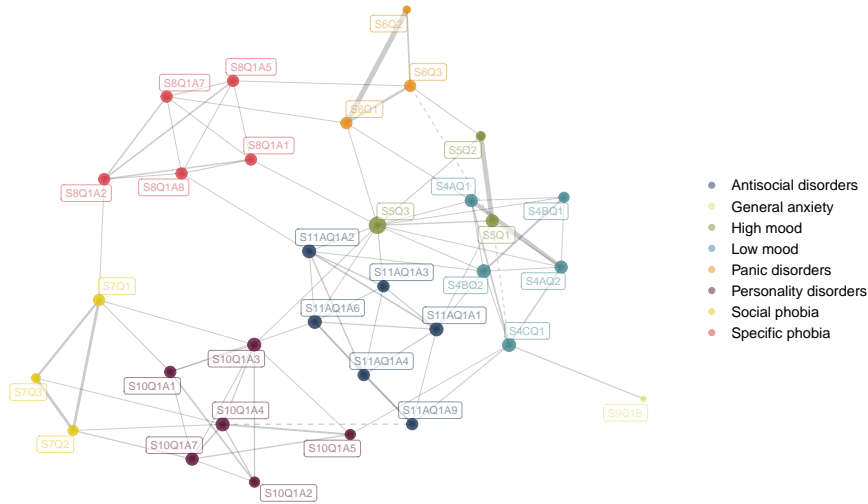 S6Q2
S8Q1A5
S6Q3
S8Q1A7
S6Q1
S8Q1A1
S5Q2
S8Q1A2
S8Q1A8
S4AQ1
S5Q3
S4BQ1
S5Q1
S11AQ1A2
S11AQ1A3
S4BQ2
S4AQ2
S7Q1
S11AQ1A6
S11AQ1A1
S4CQ1
S10Q1A3
S11AQ1A4
S10Q1A1
S7Q3
S10Q1A4
S11AQ1A9
S9Q1B
S7Q2
S10Q1A7
S10Q1A5
S10Q1A2
Antisocial disorders
General anxiety
High mood
Low mood
Panic disorders
Personality disorders
Social phobia
Specific phobia